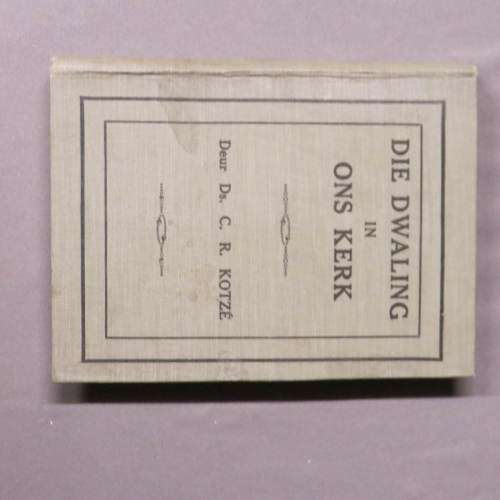 DIE DWALING
IN
ONS KERK
Deur Ds. C. R. KOTZÉ